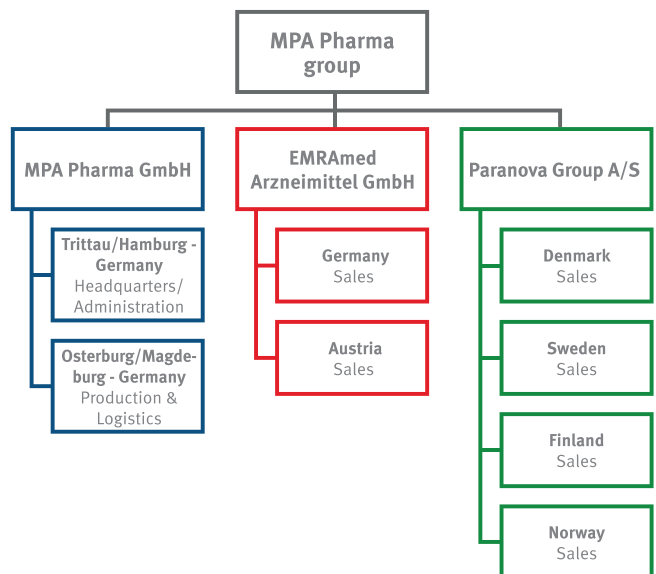 MPA Pharma
group
MPA Pharma GmbH
Trittau/Hamburg -
Germany
Headquarters/
Administration
Osterburg/Magde-
burg - Germany
Production &
Logistics
EMRAmed
Arzneimittel GmbH
Germany
Sales
Austria
Sales
Paranova Group A/S
Denmark
Sales
Sweden
Sales
Finland
Sales
Norway
Sales